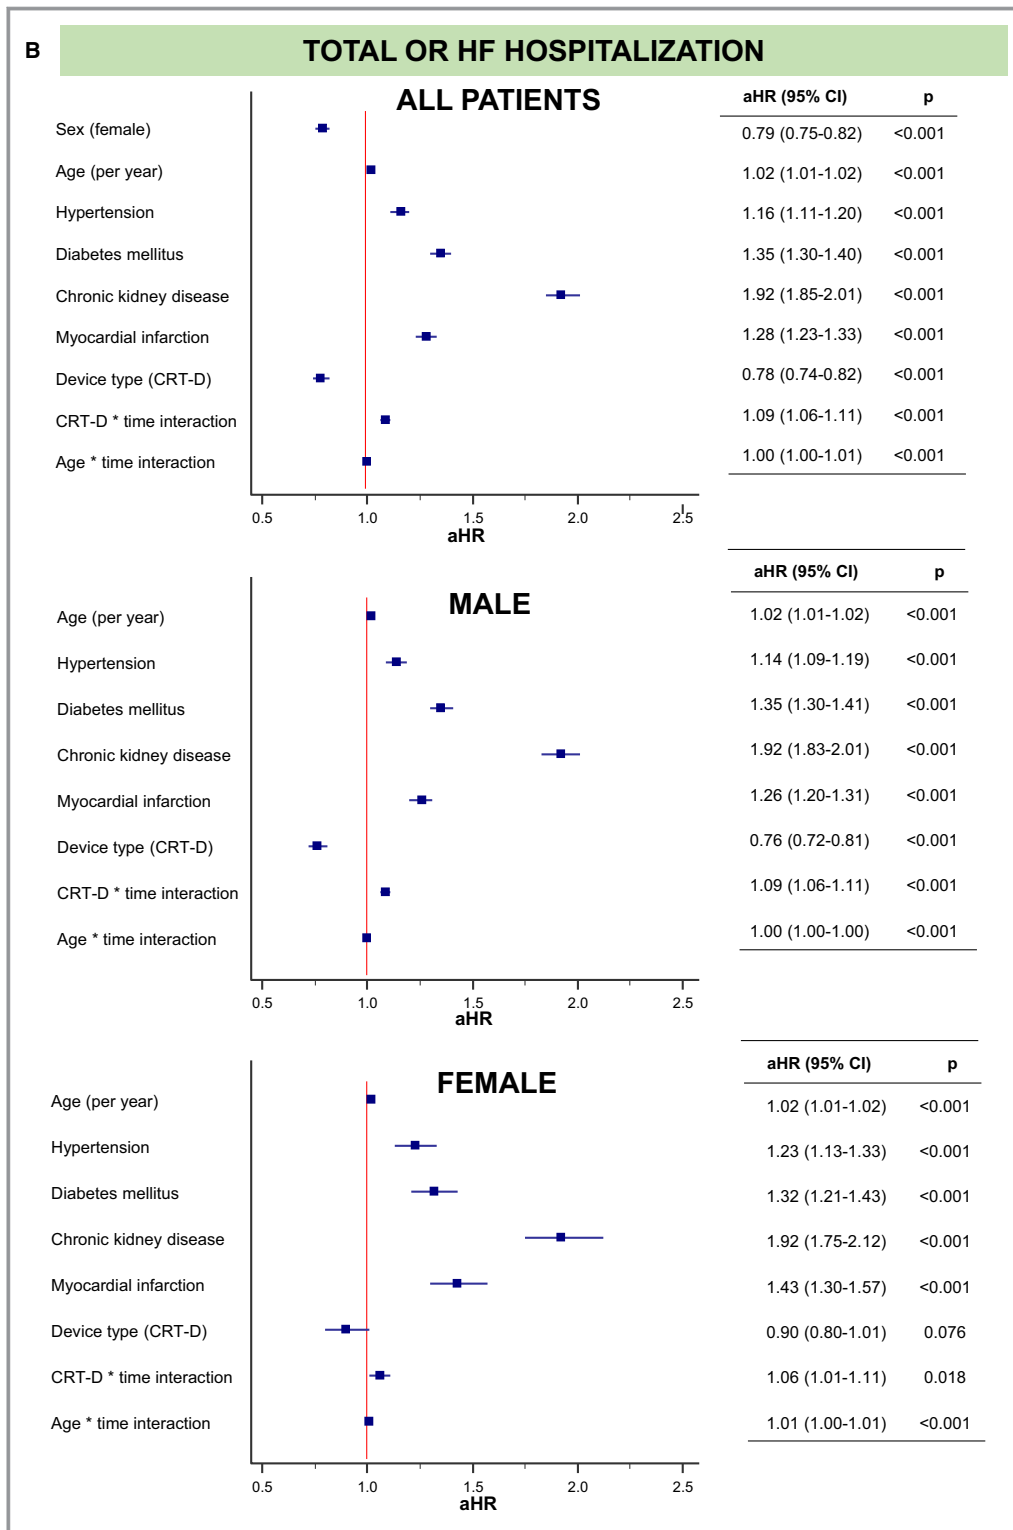 B
TOTAL OR HF HOSPITALIZATION
ALL PATIENTS
aHR (95% CI) p
Sex (female) 0.79 (0.75-0.82) <0.001
Age (per year) 1.02 (1.01-1.02) <0.001
Hypertension 1.16 (1.11-1.20) <0.001
Diabetes mellitus 1.35 (1.30-1.40) <0.001
Chronic kidney disease 1.92 (1.85-2.01) <0.001
Myocardial infarction 1.28 (1.23-1.33) <0.001
Device type (CRT-D) 0.78 (0.74-0.82) <0.001
CRT-D * time interaction 1.09 (1.06-1.11) <0.001
Age * time interaction 1.00 (1.00-1.01) <0.001
0.5 1.0 1.5 2.0 2.5
aHR
MALE
aHR (95% CI) p
Age (per year) 1.02 (1.01-1.02) <0.001
Hypertension 1.14 (1.09-1.19) <0.001
Diabetes mellitus 1.35 (1.30-1.41) <0.001
Chronic kidney disease 1.92 (1.83-2.01) <0.001
Myocardial infarction 1.26 (1.20-1.31) <0.001
Device type (CRT-D) 0.76 (0.72-0.81) <0.001
CRT-D * time interaction 1.09 (1.06-1.11) <0.001
Age * time interaction 1.00 (1.00-1.00) <0.001
0.5 1.0 1.5 2.0 2.5
aHR
FEMALE
aHR (95% CI) p
Age (per year) 1.02 (1.01-1.02) <0.001
Hypertension 1.23 (1.13-1.33) <0.001
Diabetes mellitus 1.32 (1.21-1.43) <0.001
Chronic kidney disease 1.92 (1.75-2.12) <0.001
Myocardial infarction 1.43 (1.30-1.57) <0.001
Device type (CRT-D) 0.90 (0.80-1.01) 0.076
CRT-D * time interaction 1.06 (1.01-1.11) 0.018
Age * time interaction 1.01 (1.00-1.01) <0.001
0.5 1.0 1.5 2.0 2.5
aHR